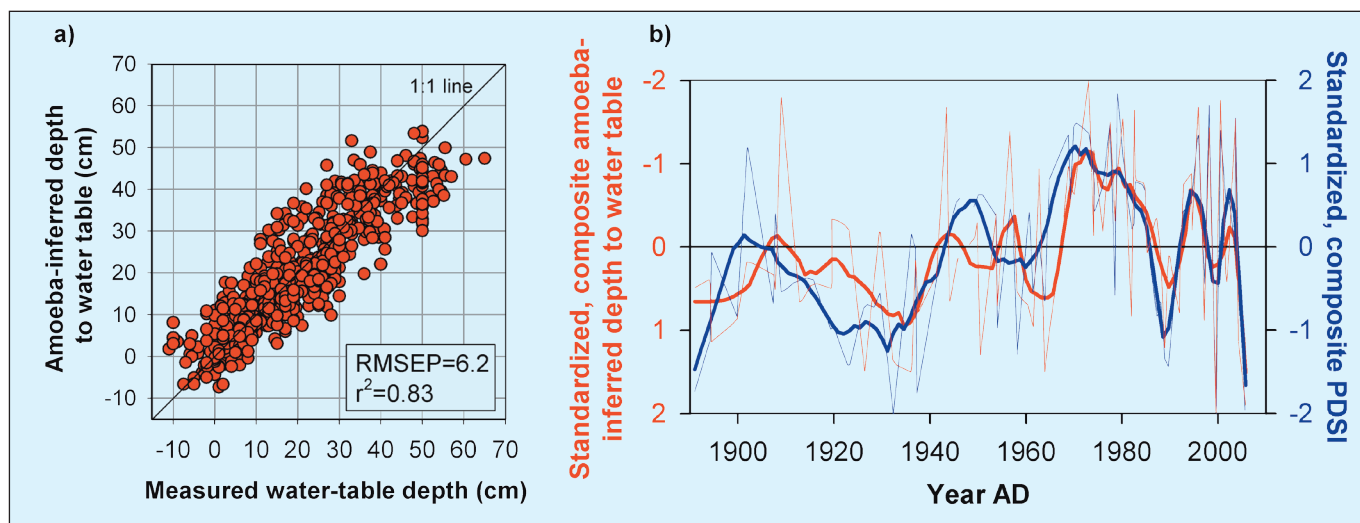 a)
70
60
50
40
30
20
10
0
-10
Amoeba-inferred depth
to water table (cm)
1:1 line
RMSEP=6.2
r²=0.83
-10 0 10 20 30 40 50 60 70
Measured water-table depth (cm)
b)
Standardized, composite amoeba-
inferred depth to water table
-2
-1
0
1
2
2
1
0
-1
-2
Standardized, composite PDSI
1900 1920 1940 1960 1980 2000
Year AD